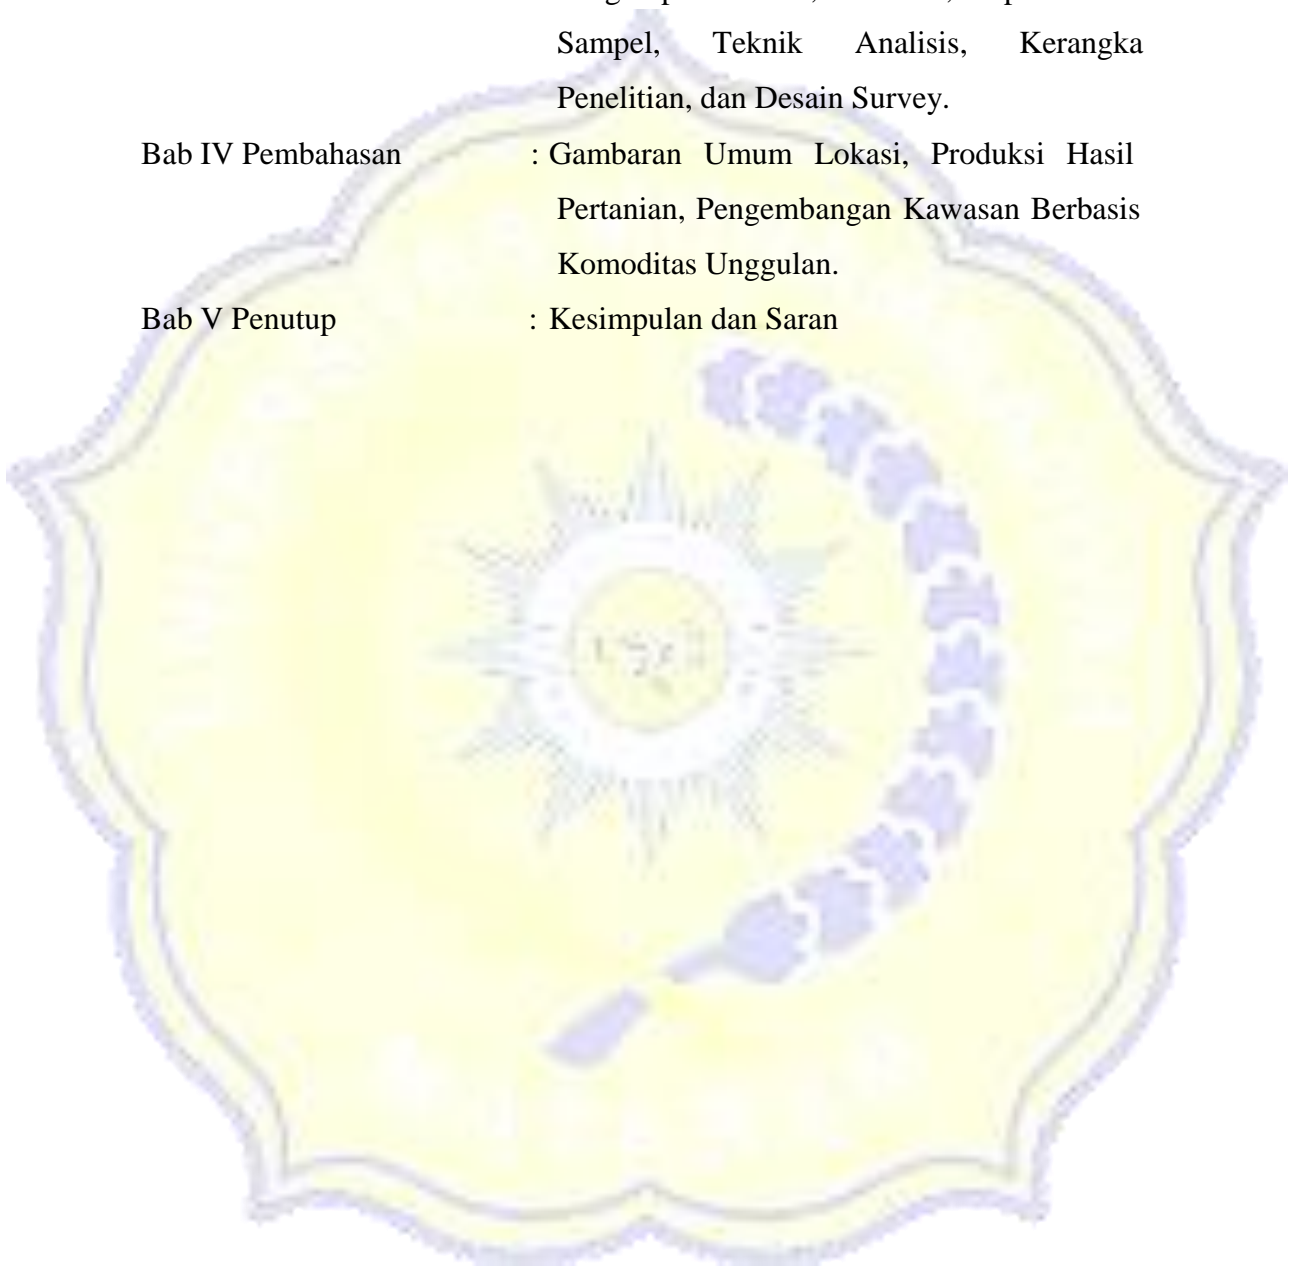 Sampel, Teknik Analisis, Kerangka
Penelitian, dan Desain Survey.
Bab IV Pembahasan : Gambaran Umum Lokasi, Produksi Hasil
Pertanian, Pengembangan Kawasan Berbasis
Komoditas Unggulan.
Bab V Penutup : Kesimpulan dan Saran